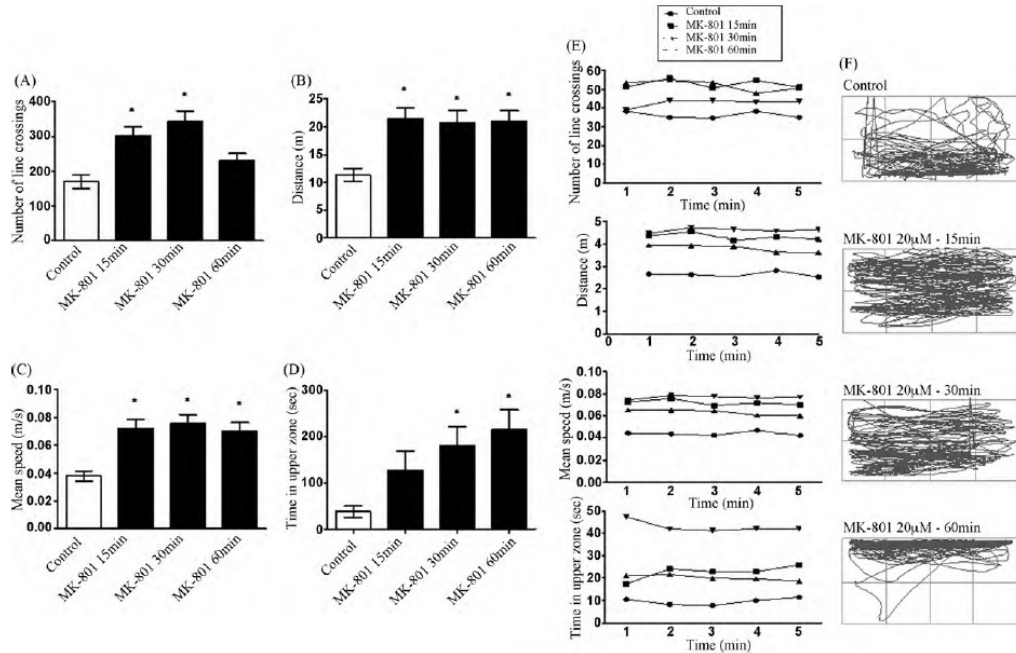 Control
MK-801 15min
MK-801 30min
MK-801 60min
(A)
Number of line crossings
400
300
200
100
0
*
*
Control
MK-801 15min
MK-801 30min
MK-801 60min
(B)
Distance (m)
25
20
15
10
5
0
*
*
*
Control
MK-801 15min
MK-801 30min
MK-801 60min
(C)
Mean speed (m/s)
0.10
0.08
0.06
0.04
0.02
0.00
*
*
*
Control
MK-801 15min
MK-801 30min
MK-801 60min
(D)
Time in upper zone (sec)
300
200
100
0
*
*
Control
MK-801 15min
MK-801 30min
MK-801 60min
(E)
Number of line crossings
60
50
40
30
20
10
0
1 2 3 4 5
Time (min)
Distance (m)
5
4
3
2
1
0
0 1 2 3 4 5
Time (min)
Mean speed (m/s)
0.10
0.08
0.06
0.04
0.02
0.00
1 2 3 4 5
Time (min)
Time in upper zone (sec)
50
40
30
20
10
0
1 2 3 4 5
Time (min)
(F)
Control
MK-801 20µM - 15min
MK-801 20µM - 30min
MK-801 20µM - 60min